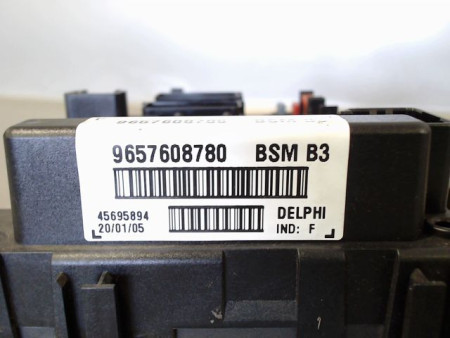 9657608780 BSM B3
45695894 DELPHI
20/01/05 IND: F